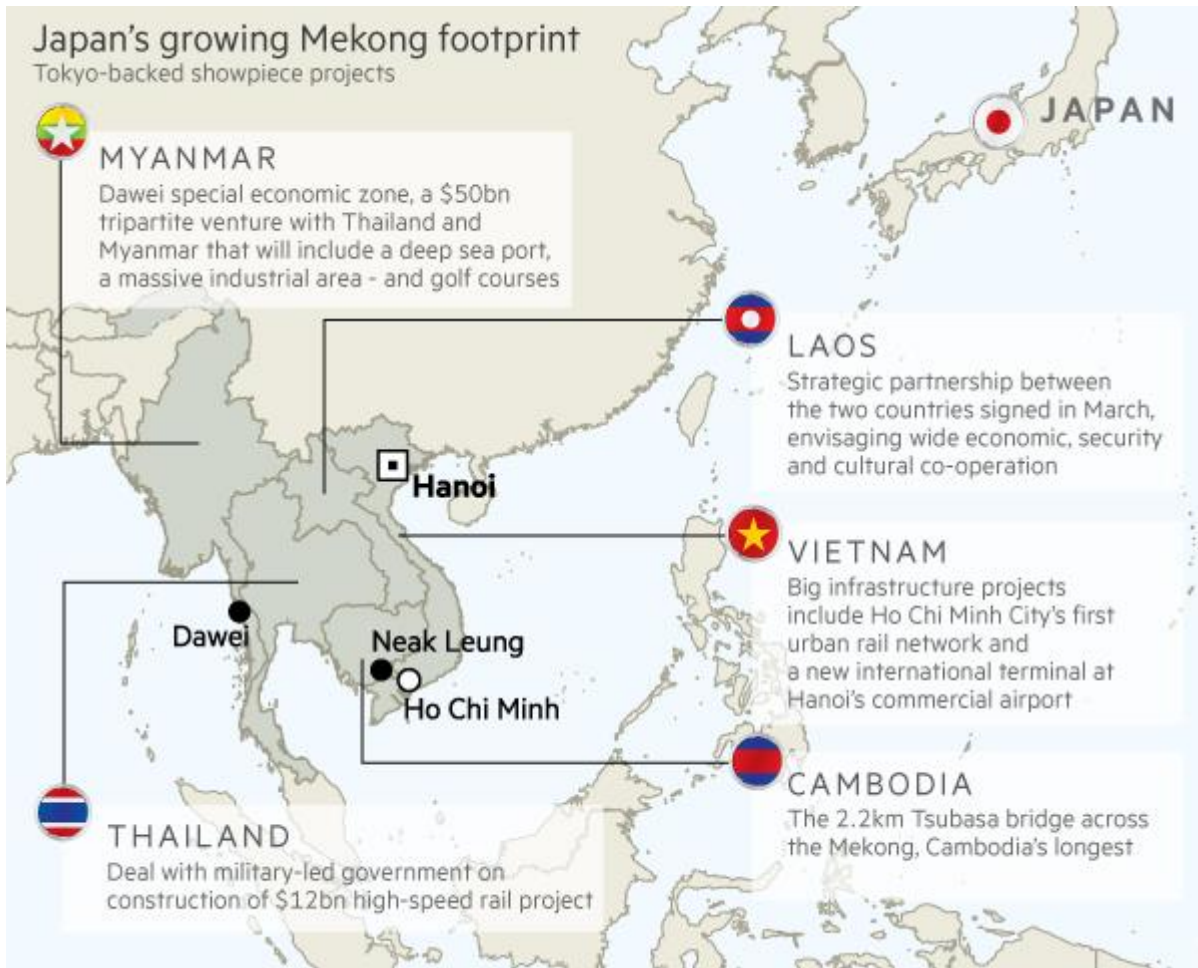 Japan's growing Mekong footprint
Tokyo-backed showpiece projects
JAPAN
MYANMAR
Dawei special economic zone, a $50bn
tripartite venture with Thailand and
Myanmar that will include a deep sea port,
a massive industrial area - and golf courses
LAOS
Strategic partnership between
the two countries signed in March,
envisaging wide economic, security
and cultural co-operation
Hanoi
VIETNAM
Big infrastructure projects
include Ho Chi Minh City's first
urban rail network and
a new international terminal at
Hanoi's commercial airport
Dawei
Neak Leung
Ho Chi Minh
CAMBODIA
The 2.2km Tsubasa bridge across
the Mekong, Cambodia's longest
THAILAND
Deal with military-led government on
construction of $12bn high-speed rail project